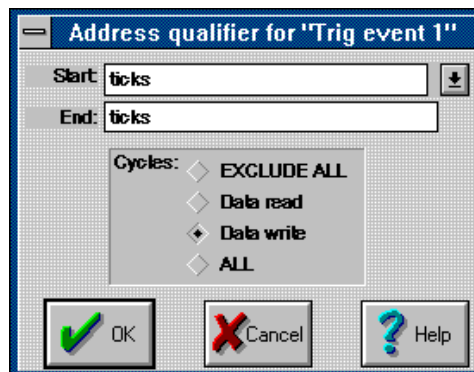 Address qualifier for "Trig event 1"
Start: ticks
End: ticks
Cycles:
EXCLUDE ALL
Data read
Data write
ALL
OK Cancel Help